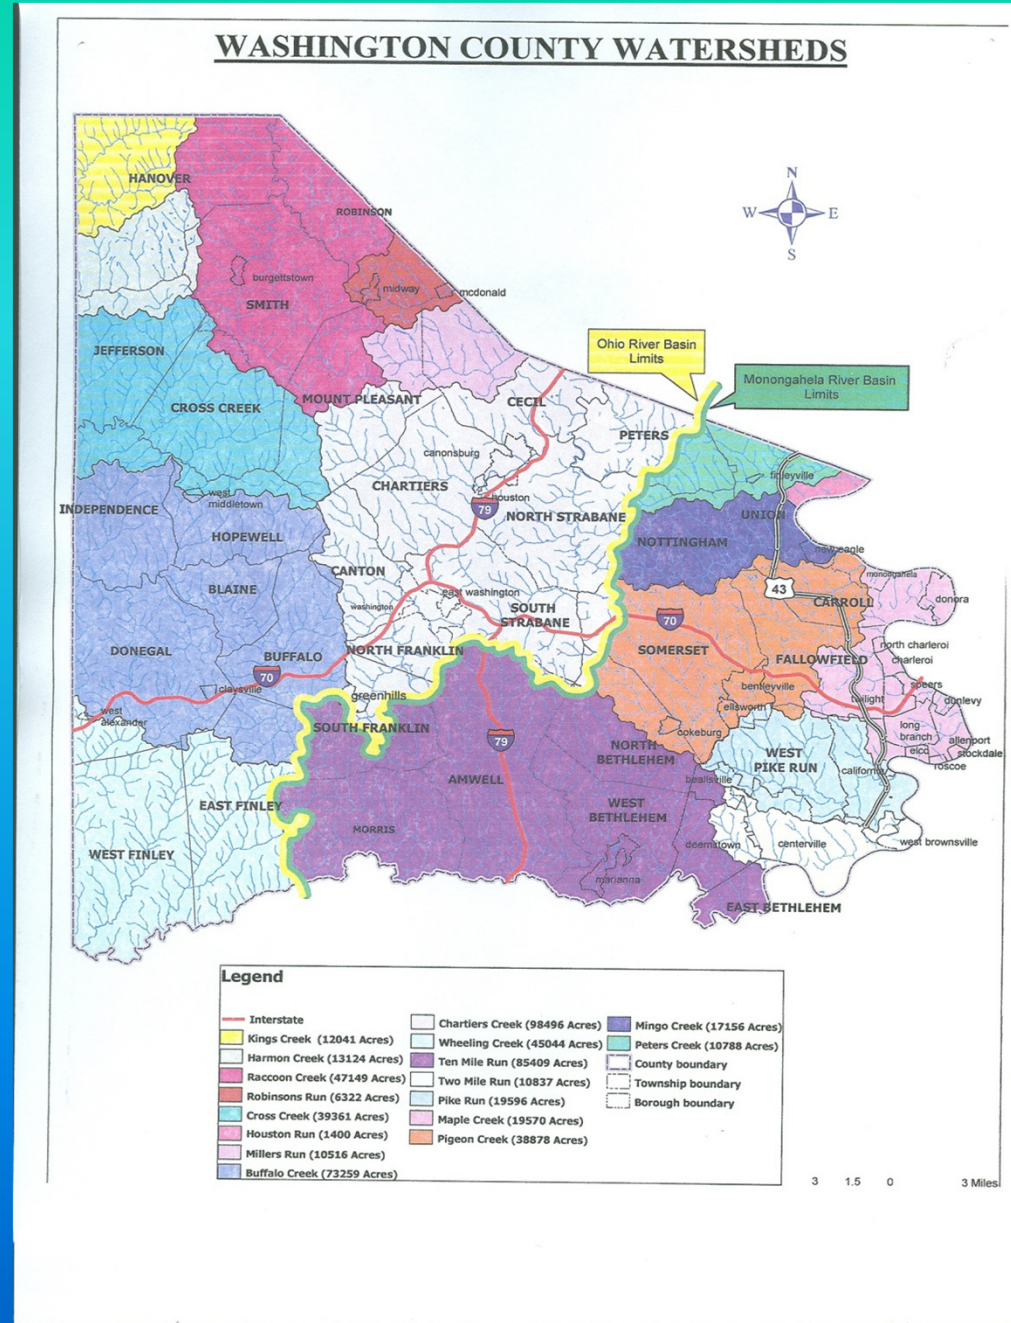 WASHINGTON COUNTY WATERSHEDS
N
W
E
S
HANOVER
ROBINSON
burgettstown
midway
mcdonald
SMITH
Ohio River Basin
Limits
JEFFERSON
Monongahela River Basin
Limits
MOUNT PLEASANT
CECIL
CROSS CREEK
PETERS
canonsburg
finleyville
CHARTIERS
west
middletown
houston
79
INDEPENDENCE
NORTH STRABANE
UNION
HOPEWELL
NOTTINGHAM
new eagle
CANTON
monongahela
BLAINE
east washington
43
donora
washington
CARROLL
SOUTH
STRABANE
70
north charleroi
DONEGAL
BUFFALO
NORTH FRANKLIN
SOMERSET
FALLOWFIELD
charleroi
70
claysville
bentleyville
speers
greenhills
twilight
dunlevy
west
alexander
ellsworth
SOUTH FRANKLIN
cokeburg
long
branch
79
allenport
NORTH
BETHLEHEM
WEST
PIKE RUN
elco
stockdale
roscoe
AMWELL
beallsville
california
EAST FINLEY
WEST
BETHLEHEM
MORRIS
deemstown
centerville
west brownsville
WEST FINLEY
marianna
EAST BETHLEHEM
Legend
Interstate
Kings Creek (12041 Acres)
Harmon Creek (13124 Acres)
Raccoon Creek (47149 Acres)
Robinsons Run (6322 Acres)
Cross Creek (39361 Acres)
Houston Run (1400 Acres)
Millers Run (10516 Acres)
Buffalo Creek (73259 Acres)
Chartiers Creek (98496 Acres)
Wheeling Creek (45044 Acres)
Ten Mile Run (85409 Acres)
Two Mile Run (10837 Acres)
Pike Run (19596 Acres)
Maple Creek (19570 Acres)
Pigeon Creek (38878 Acres)
Mingo Creek (17156 Acres)
Peters Creek (10788 Acres)
County boundary
Township boundary
Borough boundary
3 1.5 0 3 Miles